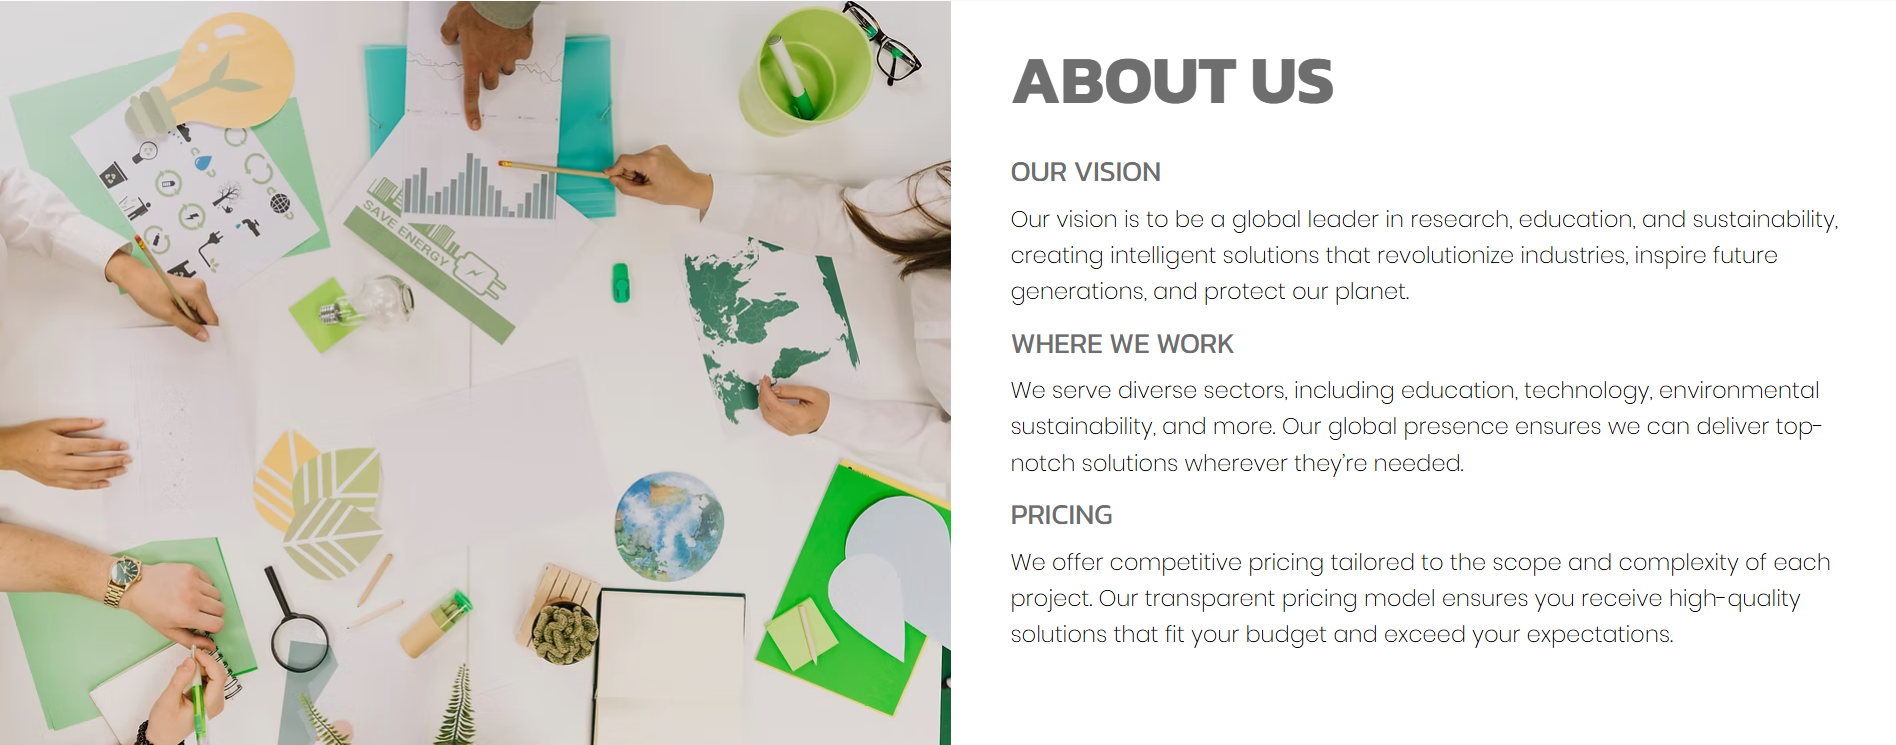 SAVE ENERGY
ABOUT US
OUR VISION
Our vision is to be a global leader in research, education, and sustainability,
creating intelligent solutions that revolutionize industries, inspire future
generations, and protect our planet.
WHERE WE WORK
We serve diverse sectors, including education, technology, environmental
sustainability, and more. Our global presence ensures we can deliver top-
notch solutions wherever they're needed.
PRICING
We offer competitive pricing tailored to the scope and complexity of each
project. Our transparent pricing model ensures you receive high-quality
solutions that fit your budget and exceed your expectations.